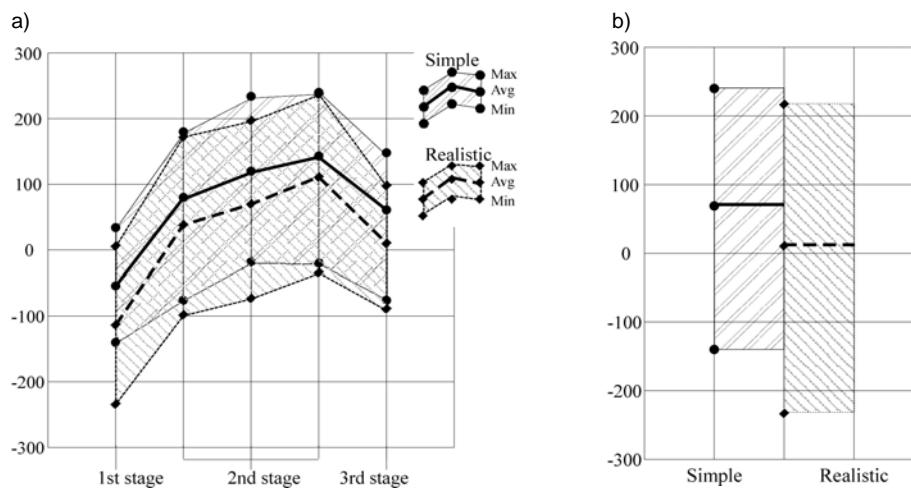 a)
300
200
100
0
-100
-200
-300
1st stage
2nd stage
3rd stage
Simple
Max
Avg
Min
Realistic
Max
Avg
Min
b)
300
200
100
0
-100
-200
-300
Simple
Realistic